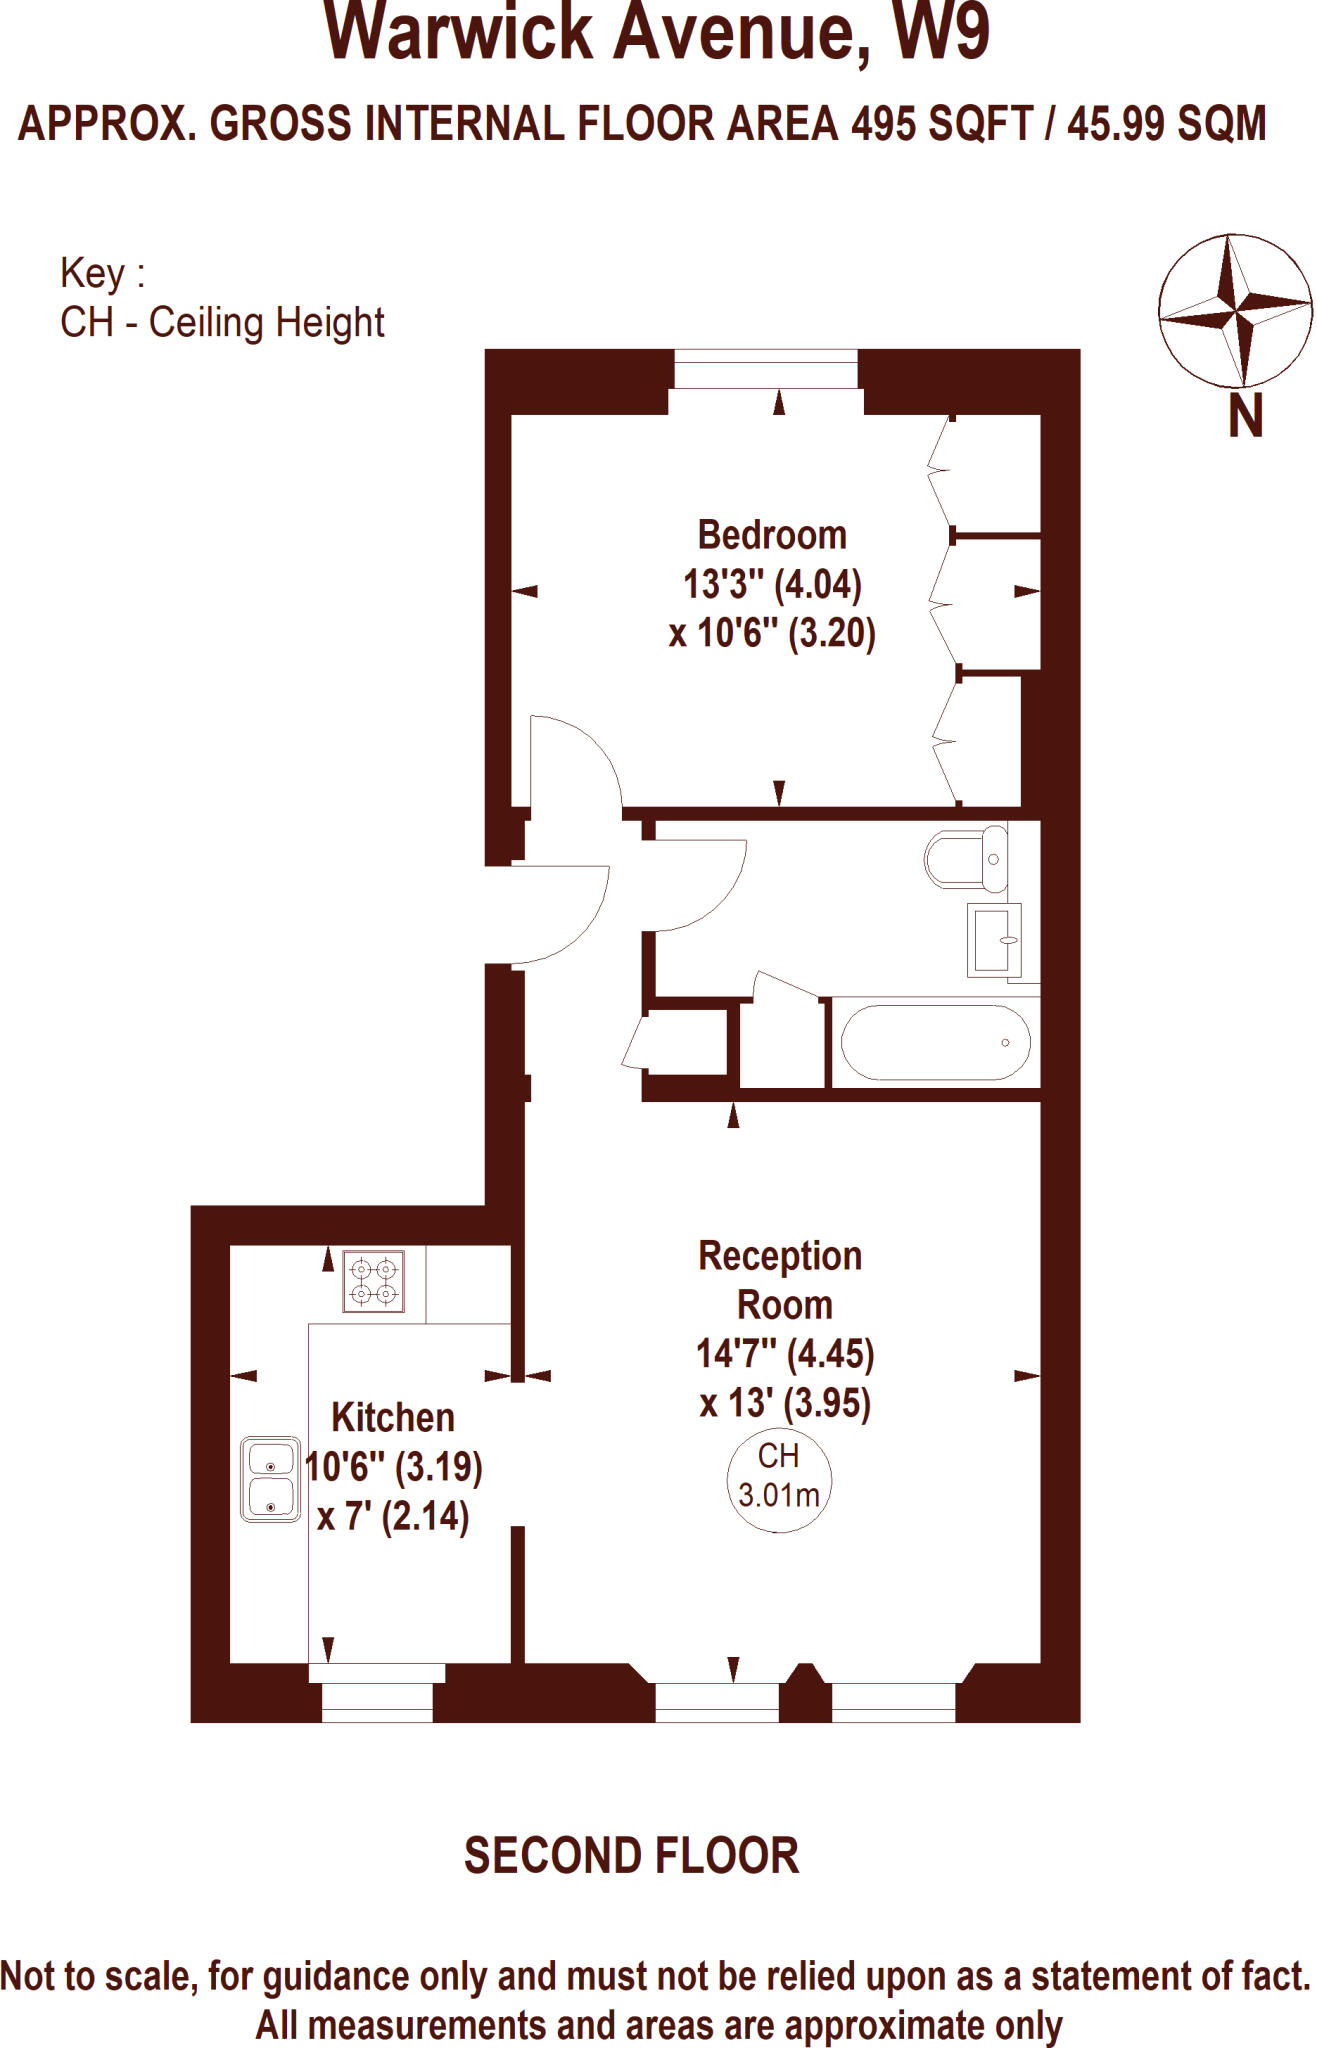 Warwick Avenue, W9
APPROX. GROSS INTERNAL FLOOR AREA 495 SQFT / 45.99 SQM
Key :
CH - Ceiling Height
N
Bedroom
13'3" (4.04)
x 10'6" (3.20)
Reception
Room
14'7" (4.45)
x 13' (3.95)
CH
3.01m
Kitchen
10'6" (3.19)
x 7' (2.14)
SECOND FLOOR
Not to scale, for guidance only and must not be relied upon as a statement of fact.
All measurements and areas are approximate only